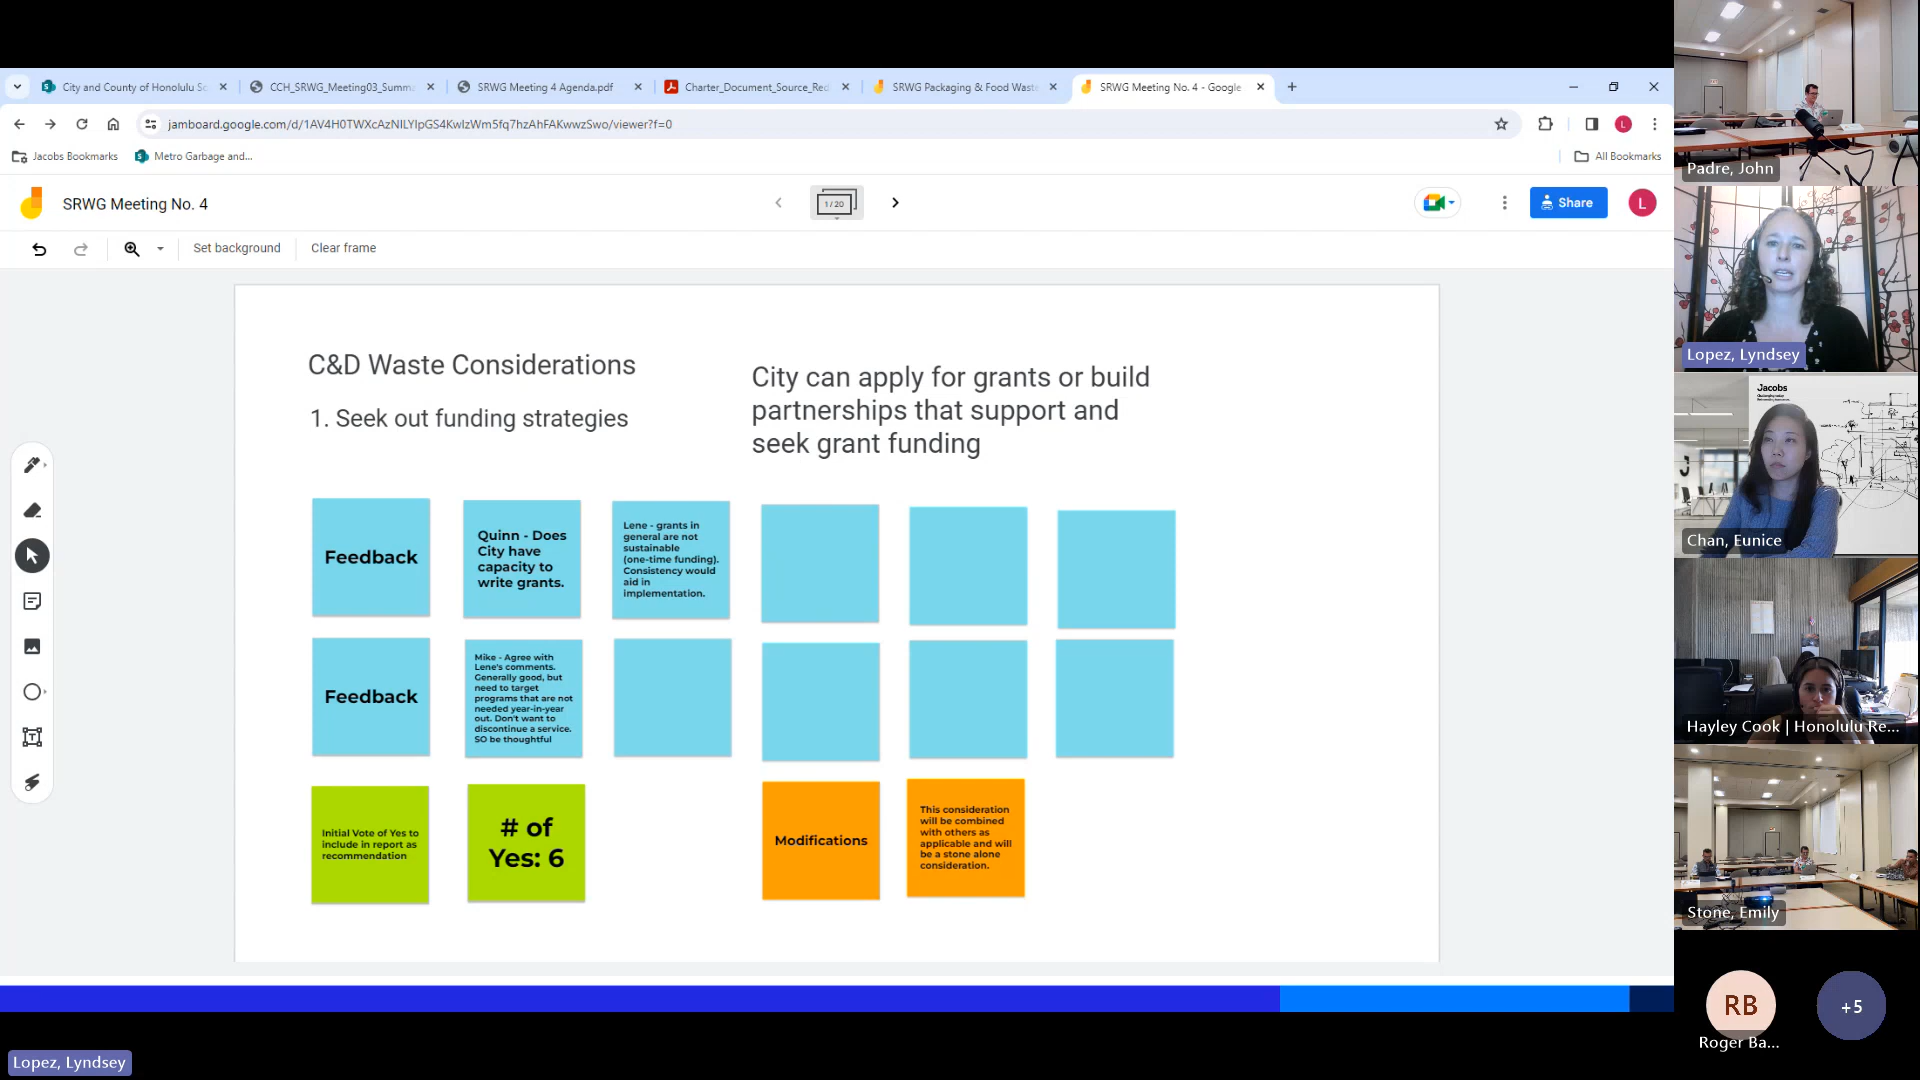 City and County of Honolulu Sc
CCH_SRWG_Meeting03_Summa
SRWG Meeting 4 Agenda.pdf
Charter_Document_Source_Red
SRWG Packaging & Food Wast
SRWG Meeting No. 4 - Google
jamboard.google.com/d/1AV4H0TWXcAzNILYlpGS4KwlzWm5fq7hzAhFAKwwzSwo/viewer?f=0
Jacobs Bookmarks
Metro Garbage and...
All Bookmarks
SRWG Meeting No. 4
1 / 20
Share
L
Set background
Clear frame
C&D Waste Considerations
1. Seek out funding strategies
City can apply for grants or build
partnerships that support and
seek grant funding
Feedback
Quinn - Does
City have
capacity to
write grants.
Lene - grants in
general are not
sustainable
(one-time funding).
Consistency would
aid in
implementation.
Feedback
Mike - Agree with
Lene's comments.
Generally good, but
need to target
programs that are not
needed year-in-year
out. Don't want to
discontinue a service.
SO be thoughtful
Initial Vote of Yes to
include in report as
recommendation
# of
Yes: 6
Modifications
This consideration
will be combined
with others as
applicable and will
be a stone alone
consideration.
Lopez, Lyndsey
Padre, John
Lopez, Lyndsey
Jacobs
Chan, Eunice
Hayley Cook | Honolulu Re...
Stone, Emily
RB
Roger Ba...
+5